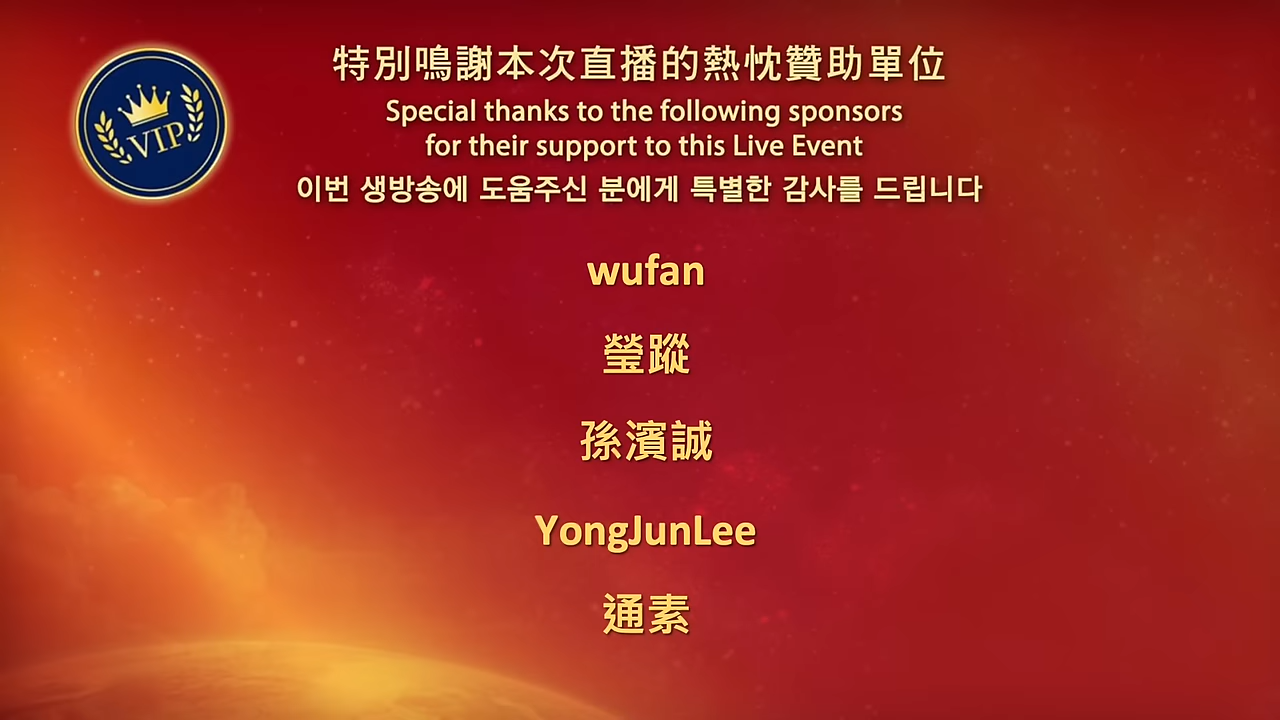 VIP
特別鳴謝本次直播的熱忱贊助單位
Special thanks to the following sponsors
for their support to this Live Event
이번 생방송에 도움주신 분에게 특별한 감사를 드립니다
wufan
瑩蹤
孫濱誠
YongJunLee
通素